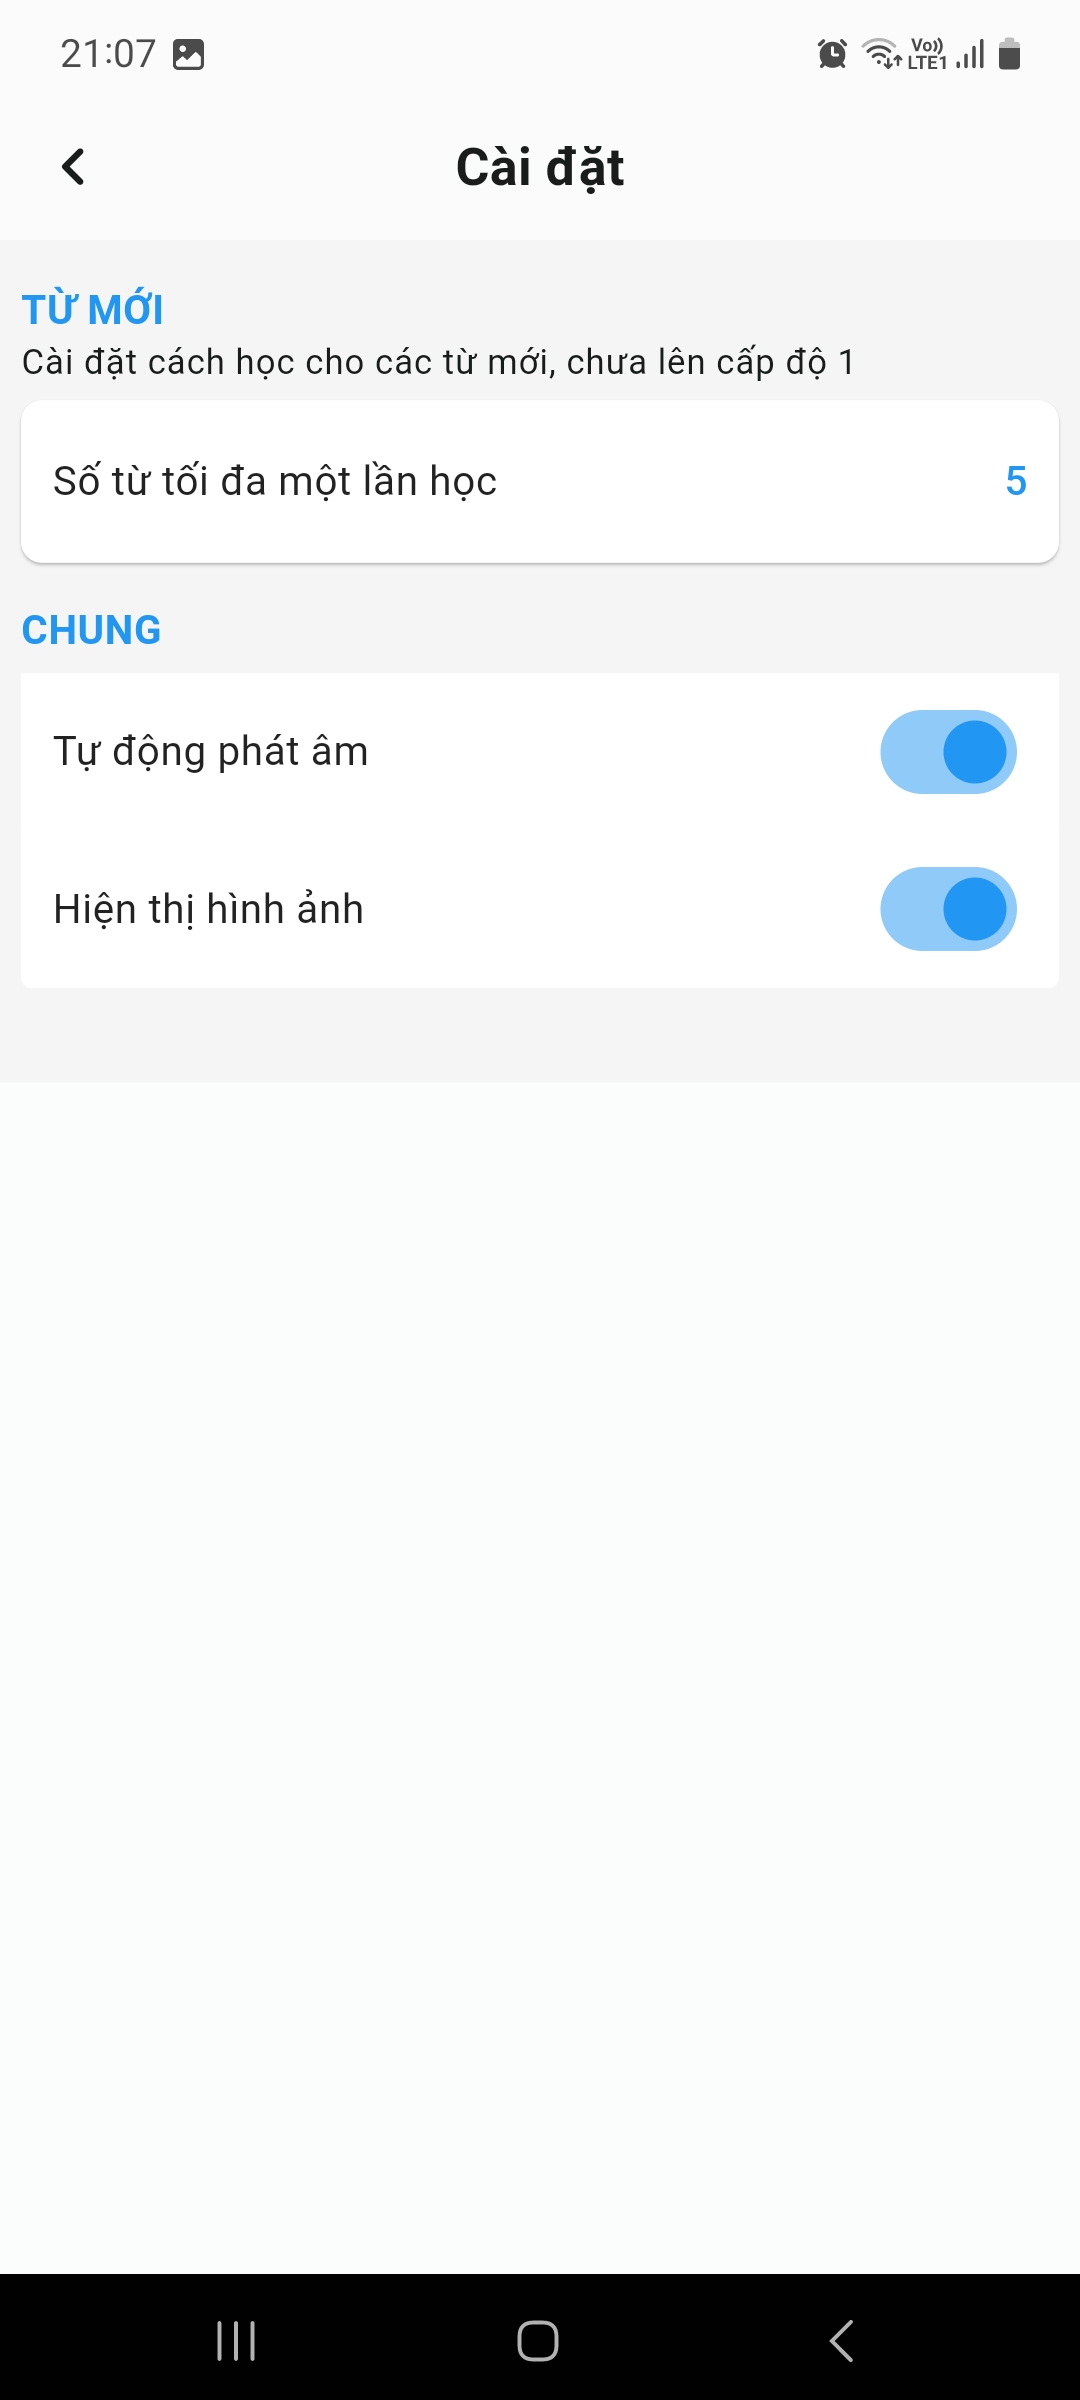 21:07
Vo))
LTE1
Cài đặt
TỪ MỚI
Cài đặt cách học cho các từ mới, chưa lên cấp độ 1
Số từ tối đa một lần học
5
CHUNG
Tự động phát âm
Hiện thị hình ảnh